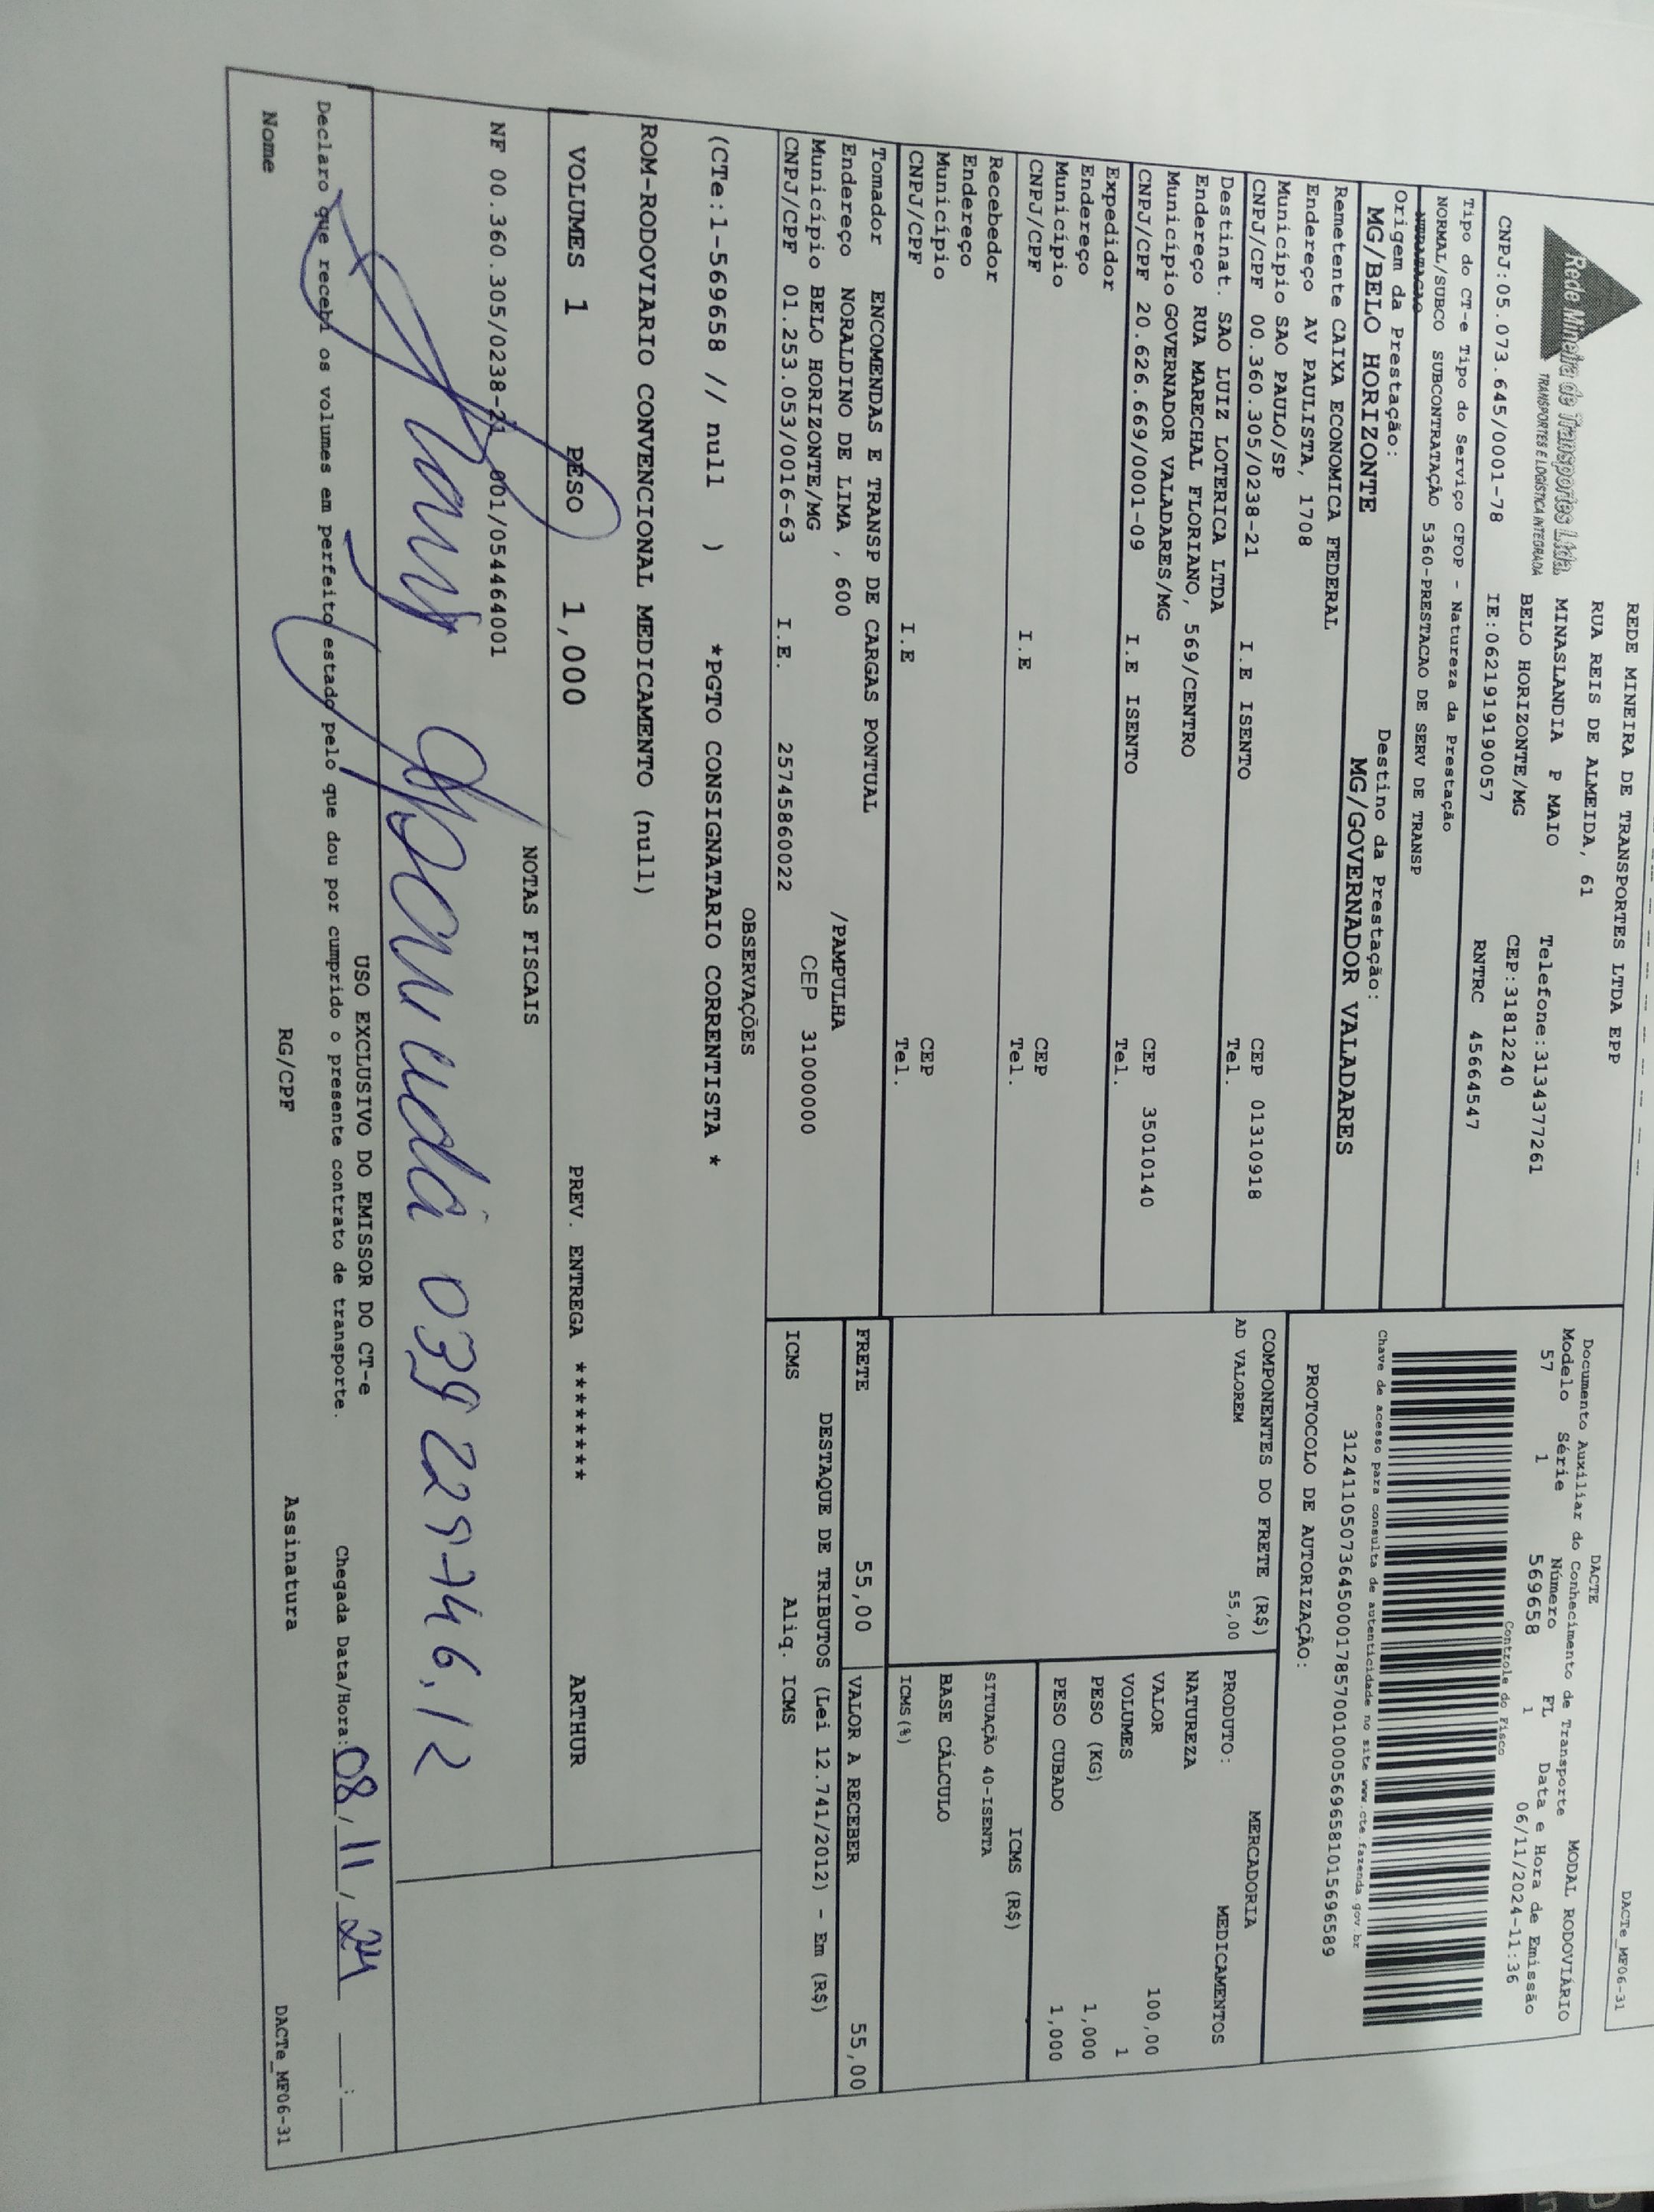 DACTe_MF06-31
Rede Mineira de Transportes Ltda.
TRANSPORTES E LOGÍSTICA INTEGRADA
REDE MINEIRA DE TRANSPORTES LTDA EPP
RUA REIS DE ALMEIDA, 61
MINASLANDIA P MAIO Telefone:3134377261
BELO HORIZONTE/MG CEP:31812240
CNPJ:05.073.645/0001-78 IE:0621919190057 RNTRC 45664547
DACTE
Documento Auxiliar do Conhecimento de Transporte MODAL RODOVIÁRIO
Modelo Série Número FL Data e Hora de Emissão
57 1 569658 1 06/11/2024-11:36
Controle do Fisco
Chave de acesso para consulta de autenticidade no site www.cte.fazenda.gov.br
31241105073645000178570010005696581015696589
PROTOCOLO DE AUTORIZAÇÃO:
Tipo do CT-e Tipo do Serviço CFOP - Natureza da Prestação
NORMAL/SUBCO SUBCONTRATAÇÃO 5360-PRESTACAO DE SERV DE TRANSP
Origem da Prestação: Destino da Prestação:
MG/BELO HORIZONTE MG/GOVERNADOR VALADARES
Remetente CAIXA ECONOMICA FEDERAL
Endereço AV PAULISTA, 1708
Município SAO PAULO/SP CEP 01310918
CNPJ/CPF 00.360.305/0238-21 I.E ISENTO Tel.
Destinat. SAO LUIZ LOTERICA LTDA
Endereço RUA MARECHAL FLORIANO, 569/CENTRO
Município GOVERNADOR VALADARES/MG CEP 35010140
CNPJ/CPF 20.626.669/0001-09 I.E ISENTO Tel.
Expedidor
Endereço
Município CEP
CNPJ/CPF I.E Tel.
Recebedor
Endereço
Município CEP
CNPJ/CPF I.E Tel.
Tomador ENCOMENDAS E TRANSP DE CARGAS PONTUAL
Endereço NORALDINO DE LIMA , 600 /PAMPULHA
Município BELO HORIZONTE/MG CEP 31000000
CNPJ/CPF 01.253.053/0016-63 I.E. 25745860022
COMPONENTES DO FRETE (R$)
AD VALOREM 55,00
MERCADORIA
PRODUTO: MEDICAMENTOS
NATUREZA
VALOR 100,00
VOLUMES 1
PESO (KG) 1,000
PESO CUBADO 1,000
ICMS (R$)
SITUAÇÃO 40-ISENTA
BASE CÁLCULO
ICMS(%)
FRETE 55,00 VALOR A RECEBER 55,00
DESTAQUE DE TRIBUTOS (Lei 12.741/2012) - Em (R$)
ICMS Aliq. ICMS
OBSERVAÇÕES
(CTe:1-569658 // null ) *PGTO CONSIGNATARIO CORRENTISTA *
ROM-RODOVIARIO CONVENCIONAL MEDICAMENTO (null)
VOLUMES 1 PESO 1,000 PREV. ENTREGA ******** ARTHUR
NOTAS FISCAIS
NF 00.360.305/0238-21 001/054464001
USO EXCLUSIVO DO EMISSOR DO CT-e
Declaro que recebi os volumes em perfeito estado pelo que dou por cumprido o presente contrato de transporte. Chegada Data/Hora: 08/11/24 __:__
Nome RG/CPF Assinatura DACTe_MF06-31